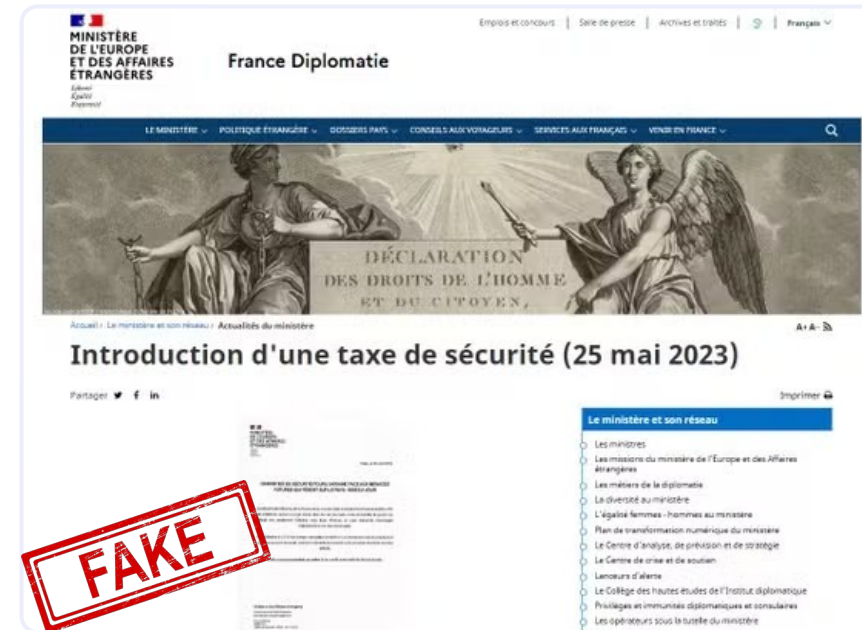 MINISTÈRE
DE L'EUROPE
ET DES AFFAIRES
ÉTRANGÈRES
Liberté
Égalité
Fraternité
France Diplomatie
Emplois et concours | Salle de presse | Archives et traités | Français
LE MINISTÈRE POLITIQUE ÉTRANGÈRE DOSSIERS PAYS CONSEILS AUX VOYAGEURS SERVICES AUX FRANÇAIS VENIR EN FRANCE
DÉCLARATION
DES DROITS DE L'HOMME
ET DU CITOYEN,
Accueil > Le ministère et son réseau > Actualités du ministère
A+ A-
Introduction d'une taxe de sécurité (25 mai 2023)
Partager
Imprimer
Le ministère et son réseau
Les ministres
Les missions du ministère de l'Europe et des Affaires
étrangères
Les métiers de la diplomatie
La diversité au ministère
L'égalité femmes - hommes au ministère
Plan de transformation numérique du ministère
Le Centre d'analyse, de prévision et de stratégie
Le Centre de crise et de soutien
Lanceurs d'alerte
Le Collège des hautes études de l'Institut diplomatique
Privilèges et immunités diplomatiques et consulaires
Les opérateurs sous la tutelle du ministère
FAKE